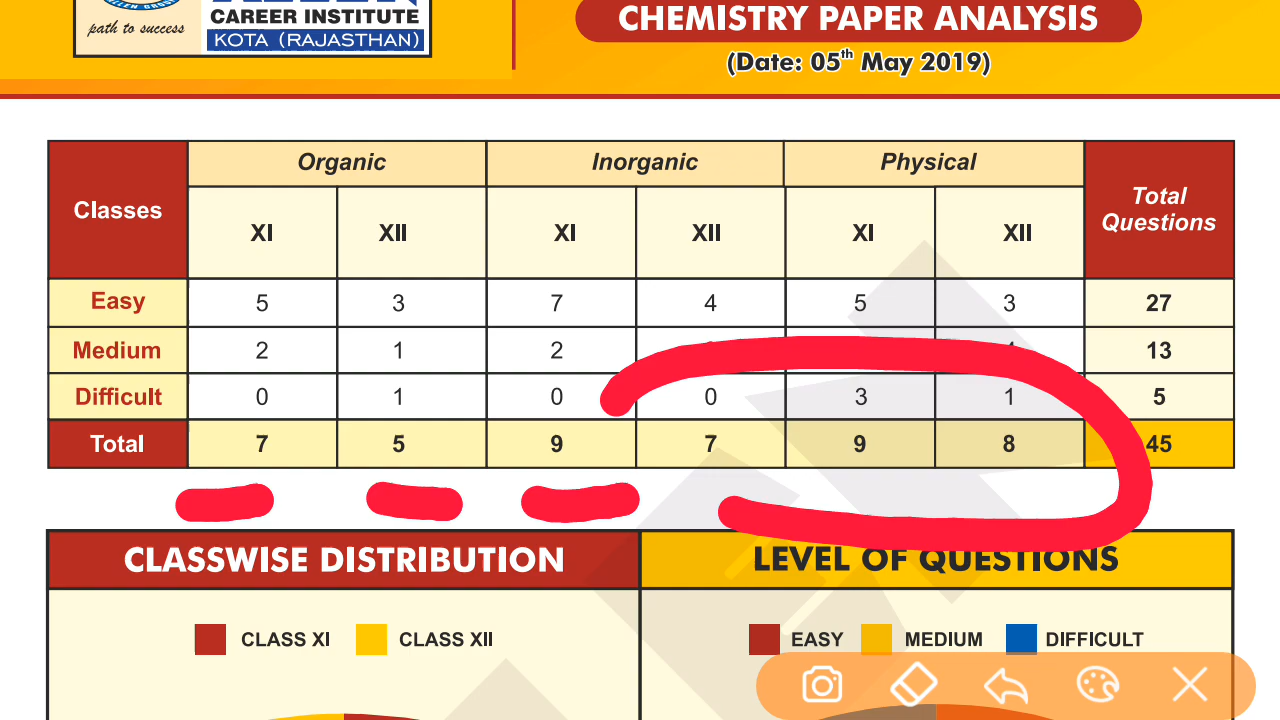 path to success
CAREER INSTITUTE
KOTA (RAJASTHAN)
CHEMISTRY PAPER ANALYSIS
(Date: 05th May 2019)
Classes Organic Inorganic Physical Total Questions
XI XII XI XII XI XII
Easy 5 3 7 4 5 3 27
Medium 2 1 2 13
Difficult 0 1 0 0 3 1 5
Total 7 5 9 7 9 8 45
CLASSWISE DISTRIBUTION LEVEL OF QUESTIONS
CLASS XI CLASS XII EASY MEDIUM DIFFICULT